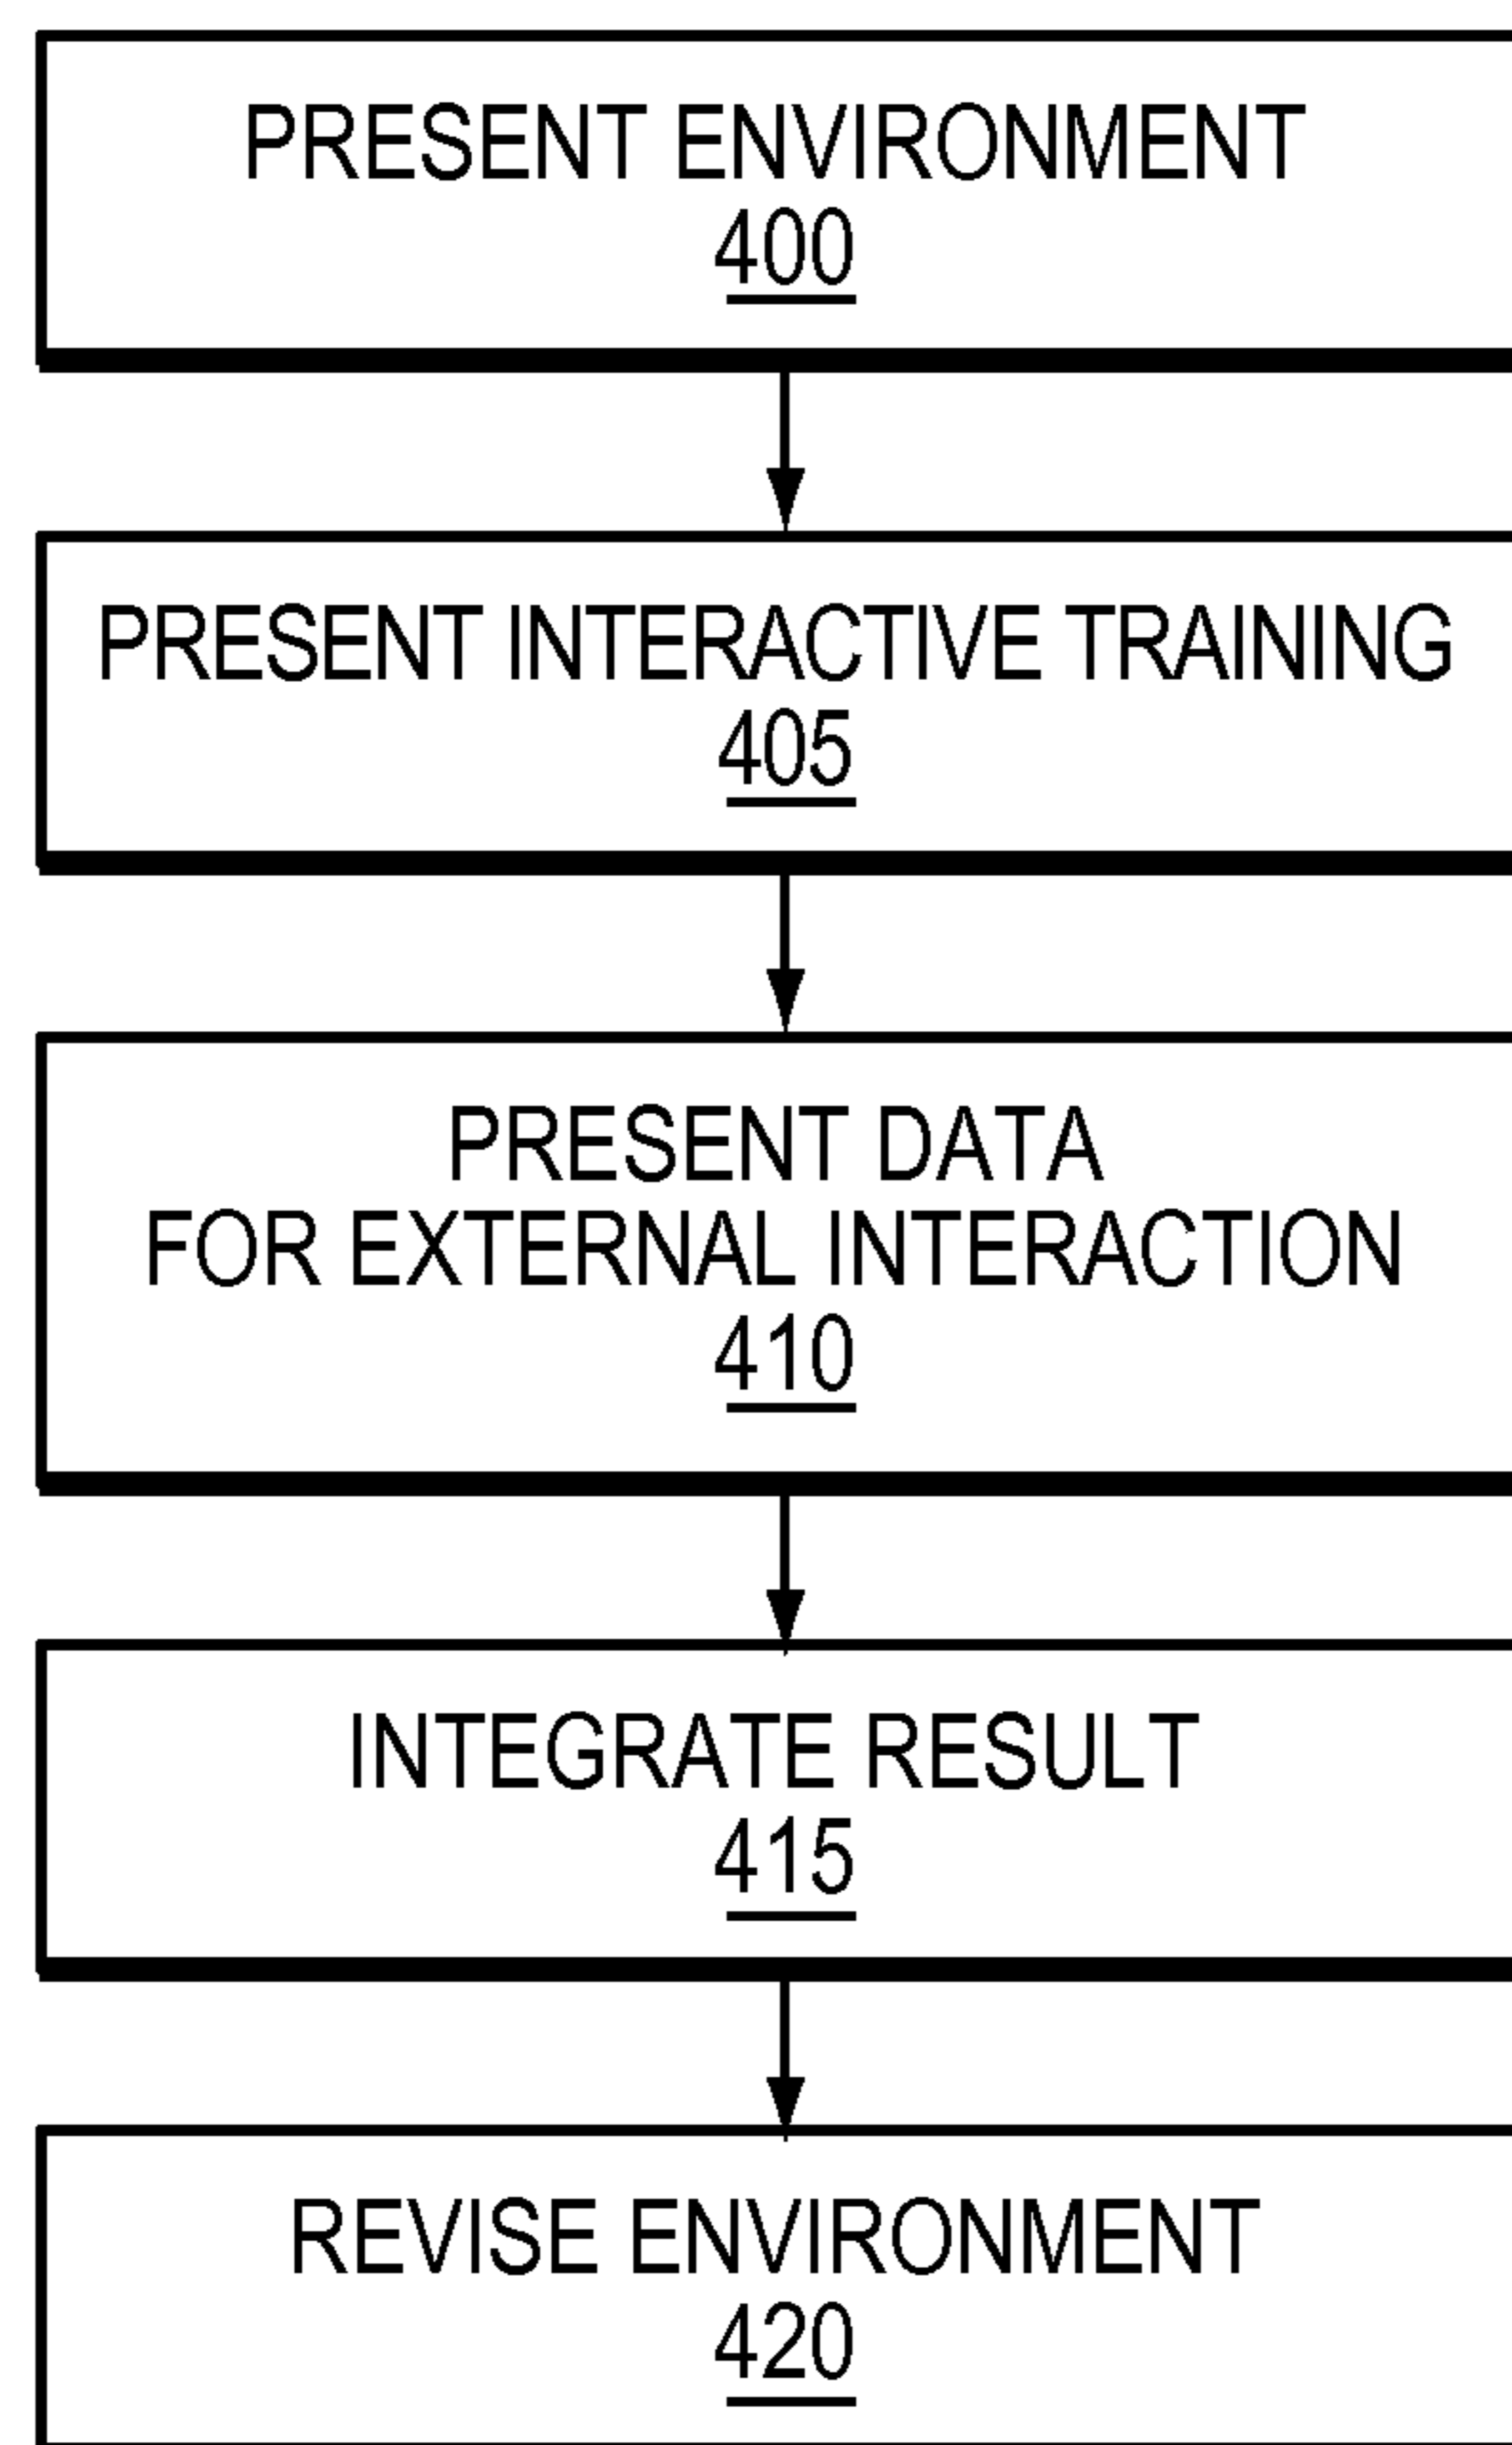 PRESENT ENVIRONMENT
400
PRESENT INTERACTIVE TRAINING
405
PRESENT DATA
FOR EXTERNAL INTERACTION
410
INTEGRATE RESULT
415
REVISE ENVIRONMENT
420